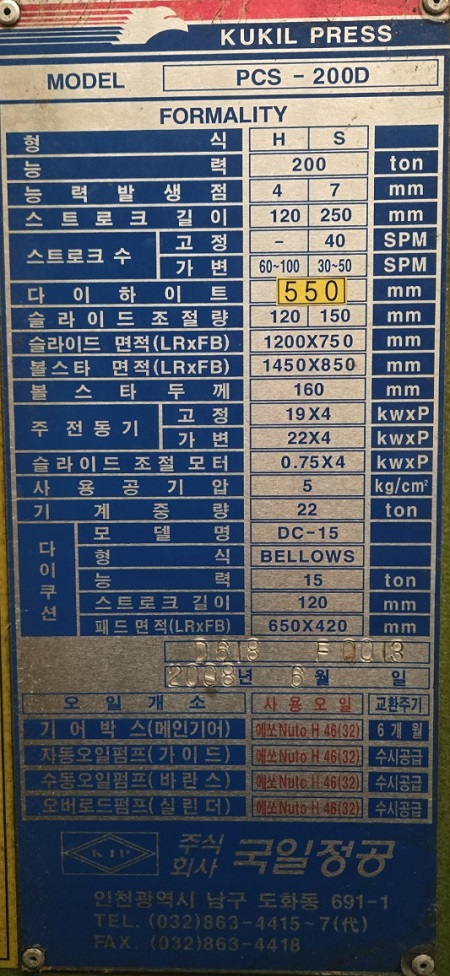 KUKIL PRESS
MODEL PCS - 200D
FORMALITY
형 식 H S
능 력 200 ton
능 력 발 생 점 4 7 mm
스 트 로 크 길 이 120 250 mm
스트로크 수 고 정 - 40 SPM
가 변 60~100 30~50 SPM
다 이 하 이 트 550 mm
슬 라 이 드 조 절 량 120 150 mm
슬라이드 면적(LRxFB) 1200X750 mm
볼스타 면적(LRxFB) 1450X850 mm
볼 스 타 두 께 160 mm
주 전 동 기 고 정 19X4 kwxP
가 변 22X4 kwxP
슬 라 이 드 조 절 모 터 0.75X4 kwxP
사 용 공 기 압 5 kg/cm²
기 계 중 량 22 ton
다이쿠션 모 델 명 DC-15
형 식 BELLOWS
능 력 15 ton
스 트 로 크 길 이 120 mm
패드 면적(LRxFB) 650X420 mm
D618 F0013
2008년 6월 일
오 일 개 소 사 용 오 일 교환주기
기 어 박 스(메인기어) 에쏘Nuto H 46(32) 6 개 월
자동오일펌프(가 이 드) 에쏘Nuto H 46(32) 수시공급
수동오일펌프(바 란 스) 에쏘Nuto H 46(32) 수시공급
오버로드펌프(실 린 더) 에쏘Nuto H 46(32) 수시공급
KIP 주식회사 국일정공
인천광역시 남구 도화동 691-1
TEL. (032)863-4415~7(代)
FAX. (032)863-4418